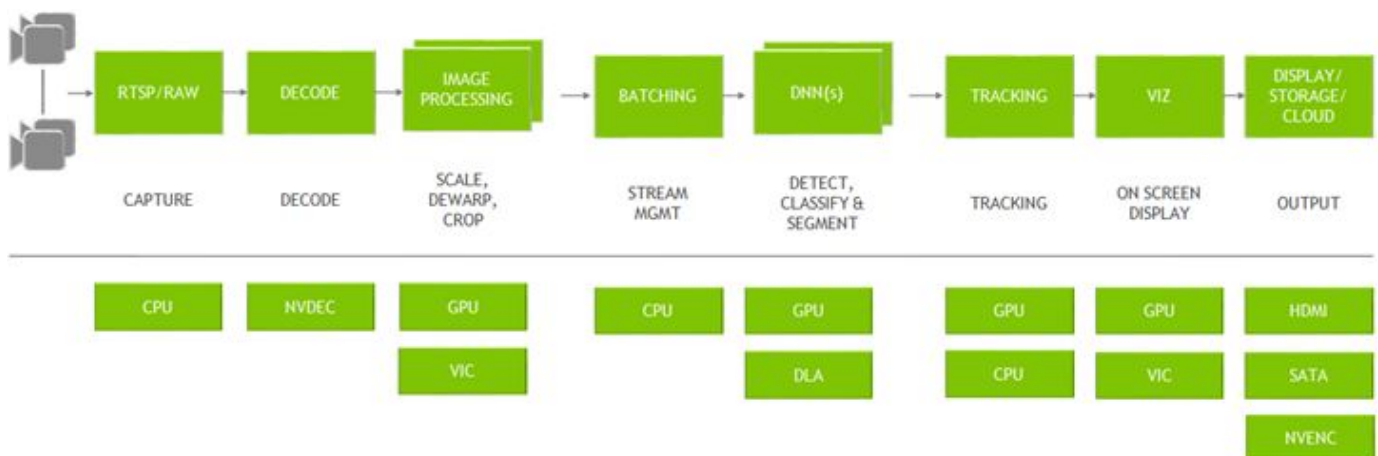 RTSP/RAW
DECODE
IMAGE
PROCESSING
BATCHING
DNN(s)
TRACKING
VIZ
DISPLAY/
STORAGE/
CLOUD
CAPTURE
DECODE
SCALE,
DEWARP,
CROP
STREAM
MGMT
DETECT,
CLASSIFY &
SEGMENT
TRACKING
ON SCREEN
DISPLAY
OUTPUT
CPU
NVDEC
GPU
CPU
GPU
GPU
GPU
HDMI
VIC
DLA
CPU
VIC
SATA
NVENC